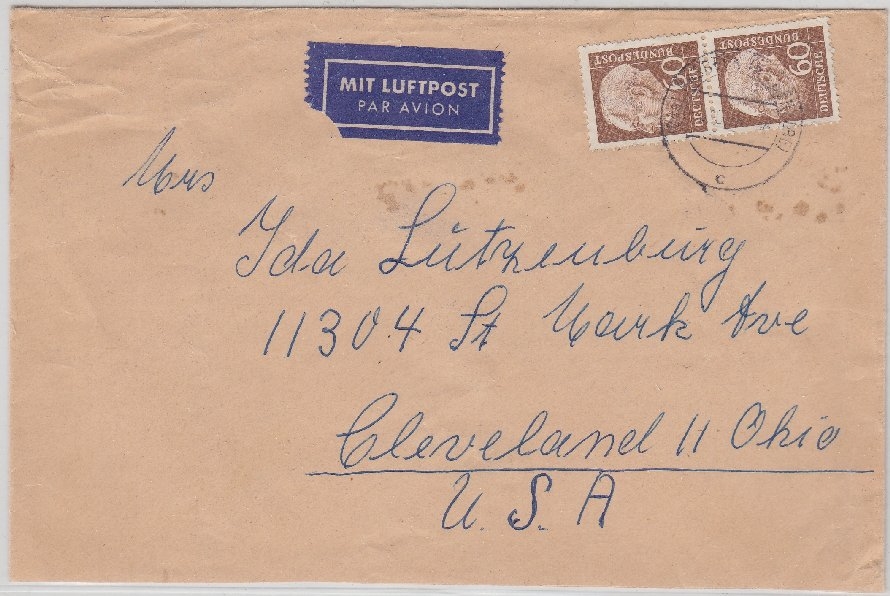 MIT LUFTPOST
PAR AVION
60
DEUTSCHE
BUNDESPOST
60
DEUTSCHE
BUNDESPOST
c
Mrs
Ida Lützenburg
11304 St Mark Ave
Cleveland 11 Ohio
U. S. A